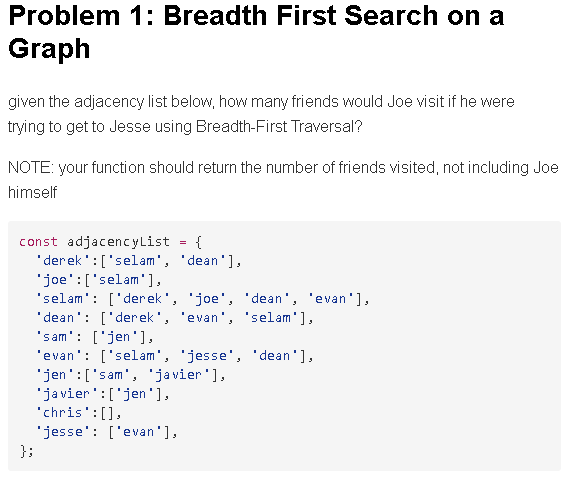 Problem 1: Breadth First Search on a
Graph
given the adjacency list below, how many friends would Joe visit if he were
trying to get to Jesse using Breadth-First Traversal?
NOTE: your function should return the number of friends visited, not including Joe
himself
const adjacencyList = {
  'derek':['selam', 'dean'],
  'joe':['selam'],
  'selam': ['derek', 'joe', 'dean', 'evan'],
  'dean': ['derek', 'evan', 'selam'],
  'sam': ['jen'],
  'evan': ['selam', 'jesse', 'dean'],
  'jen':['sam', 'javier'],
  'javier':['jen'],
  'chris':[],
  'jesse': ['evan'],
};